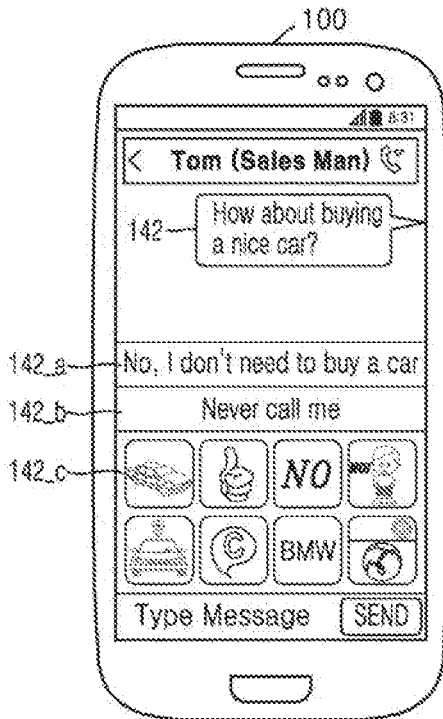 100
8:31
< Tom (Sales Man)
142
How about buying
a nice car?
142_a
No, I don't need to buy a car
142_b
Never call me
142_c
NO
C
BMW
Type Message
SEND